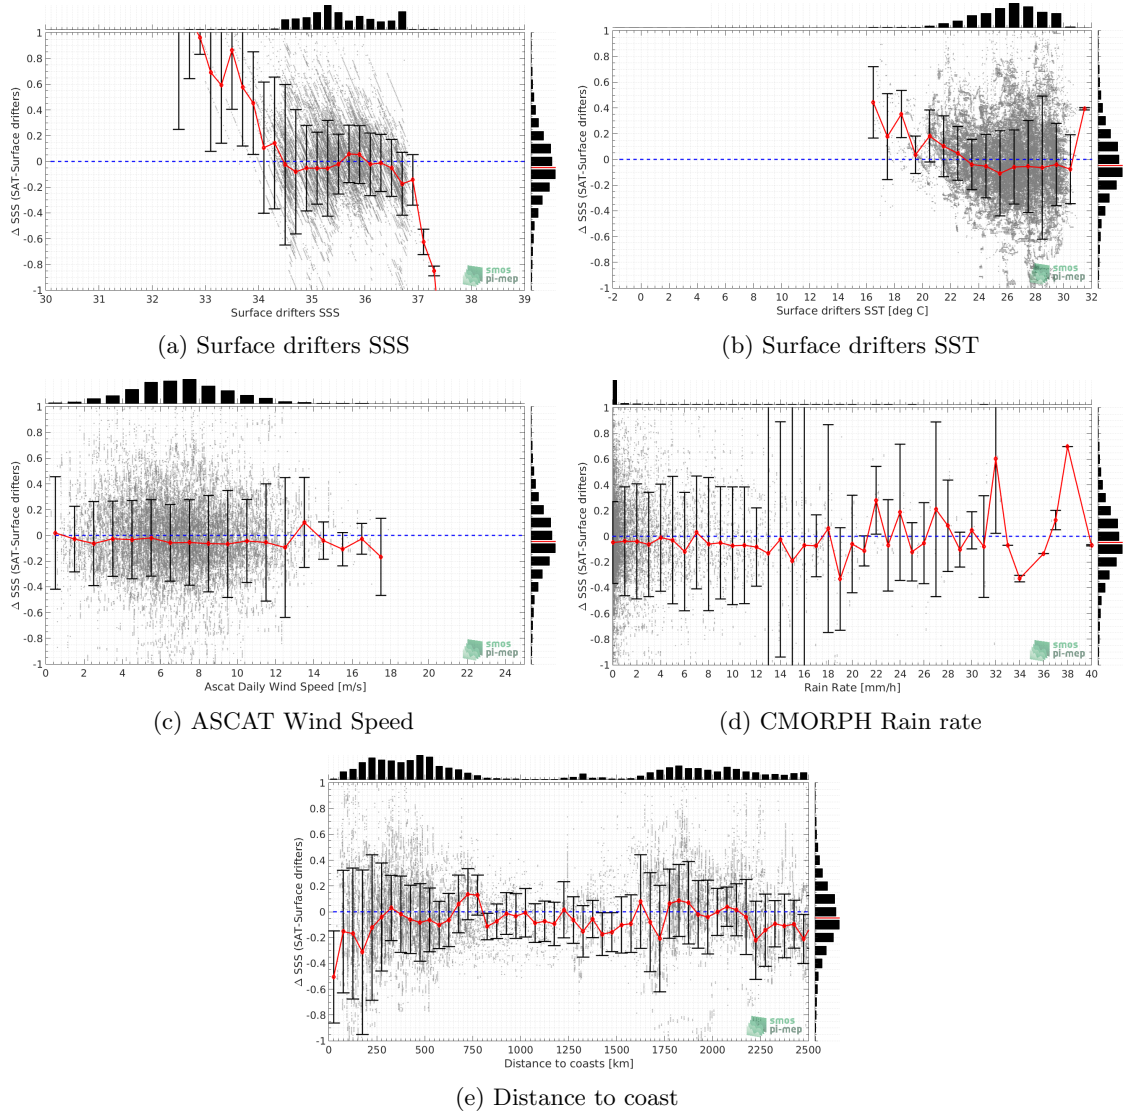 1
0.8
0.6
0.4
0.2
0
-0.2
-0.4
-0.6
-0.8
-1
Δ SSS (SAT-Surface drifters)
smos
pi-mep
30 31 32 33 34 35 36 37 38 39
Surface drifters SSS
(a) Surface drifters SSS
1
0.8
0.6
0.4
0.2
0
-0.2
-0.4
-0.6
-0.8
-1
Δ SSS (SAT-Surface drifters)
smos
pi-mep
-2 0 2 4 6 8 10 12 14 16 18 20 22 24 26 28 30 32
Surface drifters SST [deg C]
(b) Surface drifters SST
1
0.8
0.6
0.4
0.2
0
-0.2
-0.4
-0.6
-0.8
-1
Δ SSS (SAT-Surface drifters)
smos
pi-mep
0 2 4 6 8 10 12 14 16 18 20 22 24
Ascat Daily Wind Speed [m/s]
(c) ASCAT Wind Speed
1
0.8
0.6
0.4
0.2
0
-0.2
-0.4
-0.6
-0.8
-1
Δ SSS (SAT-Surface drifters)
smos
pi-mep
0 2 4 6 8 10 12 14 16 18 20 22 24 26 28 30 32 34 36 38 40
Rain Rate [mm/h]
(d) CMORPH Rain rate
1
0.8
0.6
0.4
0.2
0
-0.2
-0.4
-0.6
-0.8
-1
Δ SSS (SAT-Surface drifters)
smos
pi-mep
0 250 500 750 1000 1250 1500 1750 2000 2250 2500
Distance to coasts [km]
(e) Distance to coast